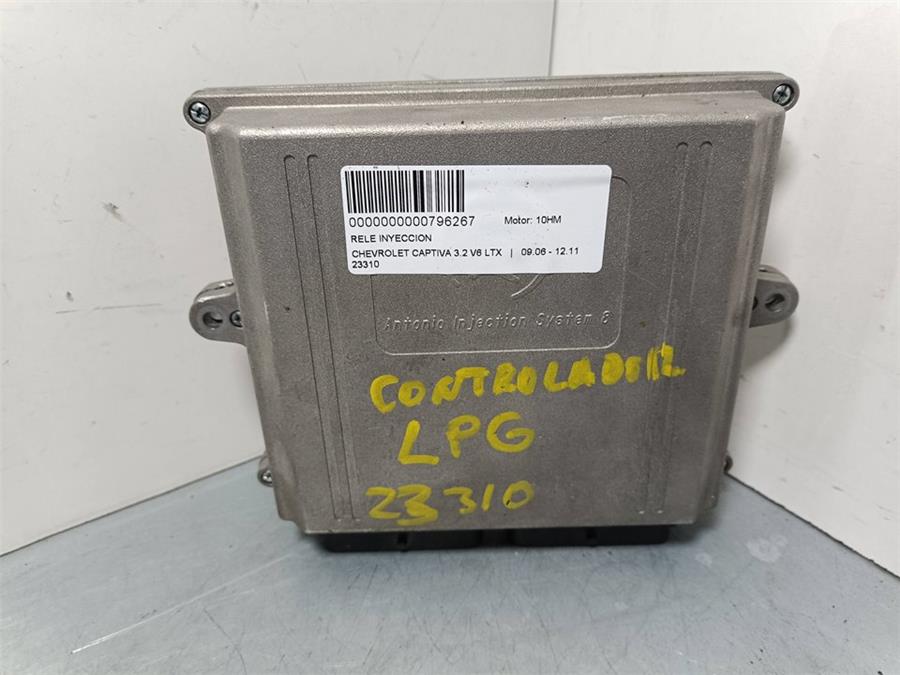 0000000000796267 Motor: 10HM
RELE INYECCION
CHEVROLET CAPTIVA 3.2 V6 LTX | 09.06 - 12.11
23310
Antonio Injection System 8
CONTROLADOR
LPG
23310